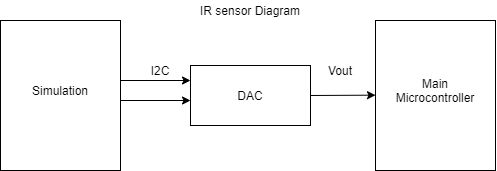 IR sensor Diagram
I2C
Vout
Simulation
DAC
Main
Microcontroller